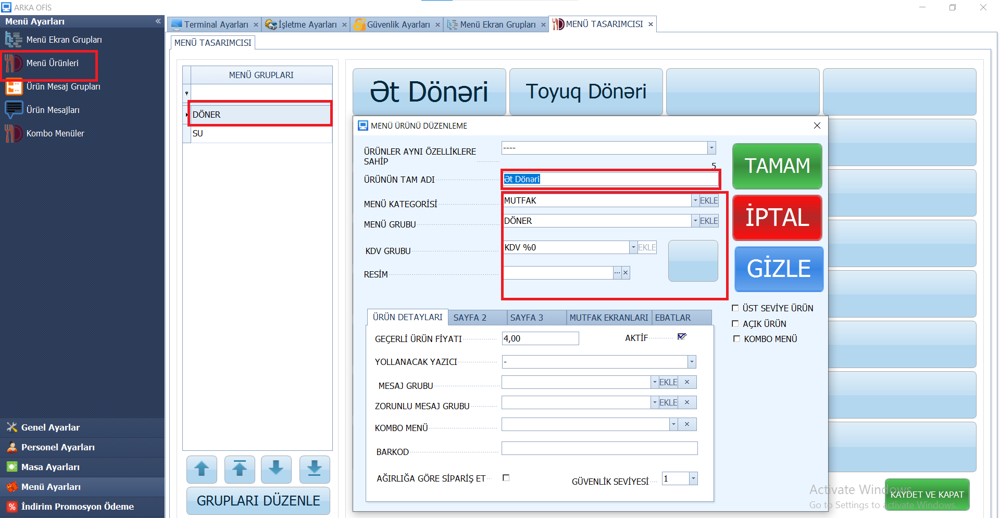 ARKA OFİS
Menü Ayarları
«
Menü Ekran Grupları
Menü Ürünleri
Ürün Mesaj Grupları
Ürün Mesajları
Kombo Menüler
Genel Ayarlar
Personel Ayarları
Masa Ayarları
Menü Ayarları
İndirim Promosyon Ödeme
Terminal Ayarları ×
İşletme Ayarları ×
Güvenlik Ayarları ×
Menü Ekran Grupları ×
MENÜ TASARIMCISI ×
MENÜ TASARIMCISI
MENÜ GRUPLARI
DÖNER
SU
GRUPLARI DÜZENLE
Ət Dönəri
Toyuq Dönəri
MENÜ ÜRÜNÜ DÜZENLEME
ÜRÜNLER AYNI ÖZELLİKLERE
SAHİP
----
5
ÜRÜNÜN TAM ADI
Ət Dönəri
MENÜ KATEGORİSİ
MUTFAK
EKLE
MENÜ GRUBU
DÖNER
EKLE
KDV GRUBU
KDV %0
EKLE
RESİM
... ×
TAMAM
İPTAL
GİZLE
ÜST SEVİYE ÜRÜN
AÇIK ÜRÜN
KOMBO MENÜ
ÜRÜN DETAYLARI
SAYFA 2
SAYFA 3
MUTFAK EKRANLARI
EBATLAR
GEÇERLİ ÜRÜN FİYATI
4,00
AKTİF
YOLLANACAK YAZICI
-
MESAJ GRUBU
EKLE ×
ZORUNLU MESAJ GRUBU
EKLE ×
KOMBO MENÜ
×
BARKOD
AĞIRLIĞA GÖRE SİPARİŞ ET
GÜVENLİK SEVİYESİ
1
KAYDET VE KAPAT
Activate Windows
Go to Settings to activate Windows.